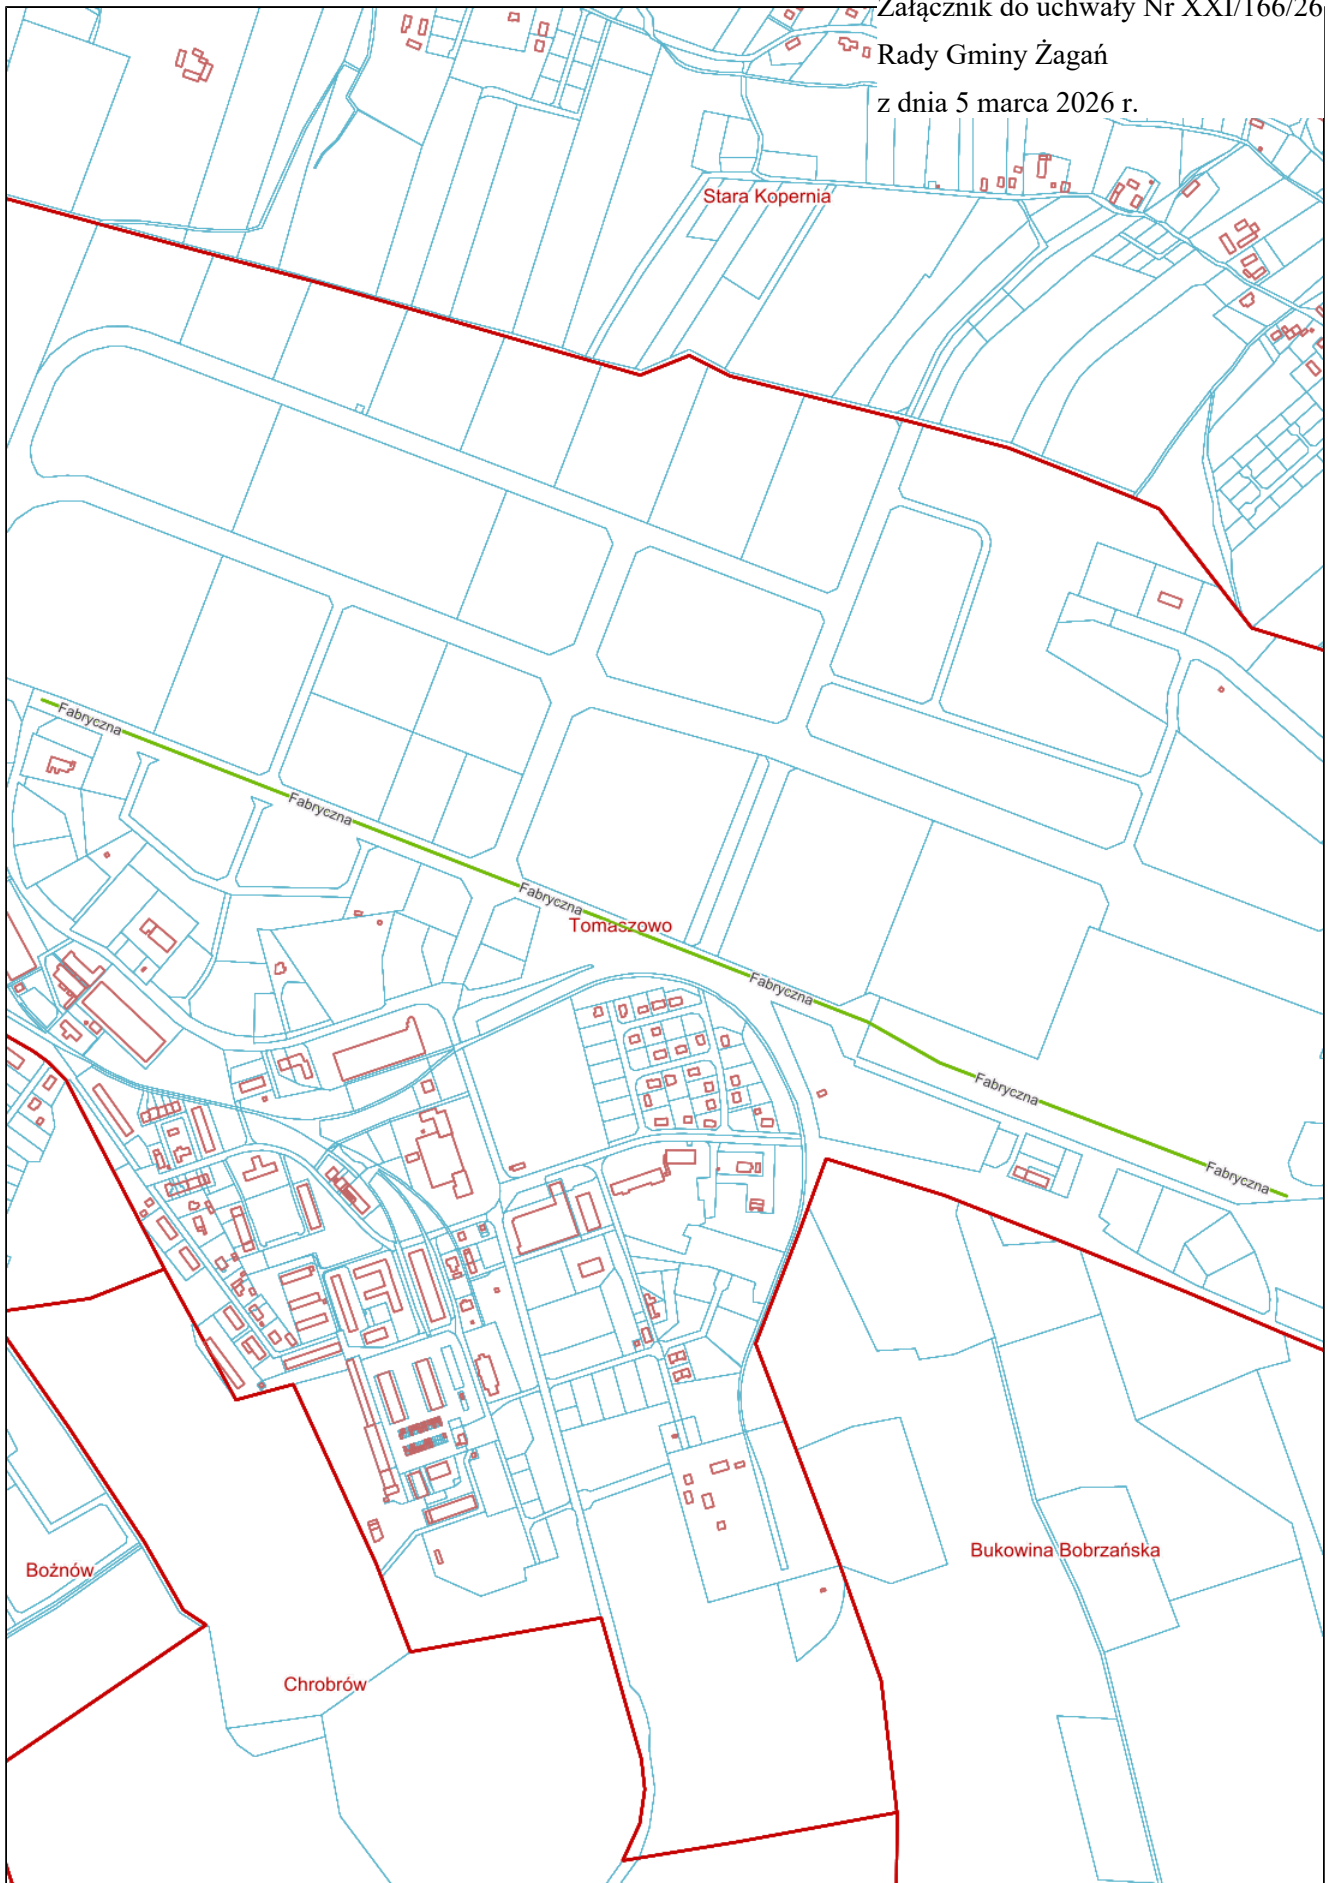 Załącznik do uchwały Nr XXI/166/26
Rady Gminy Żagań
z dnia 5 marca 2026 r.
Stara Kopernia
Fabryczna
Fabryczna
Fabryczna
Tomaszowo
Fabryczna
Fabryczna
Fabryczna
Bukowina Bobrzańska
Bożnów
Chrobrów